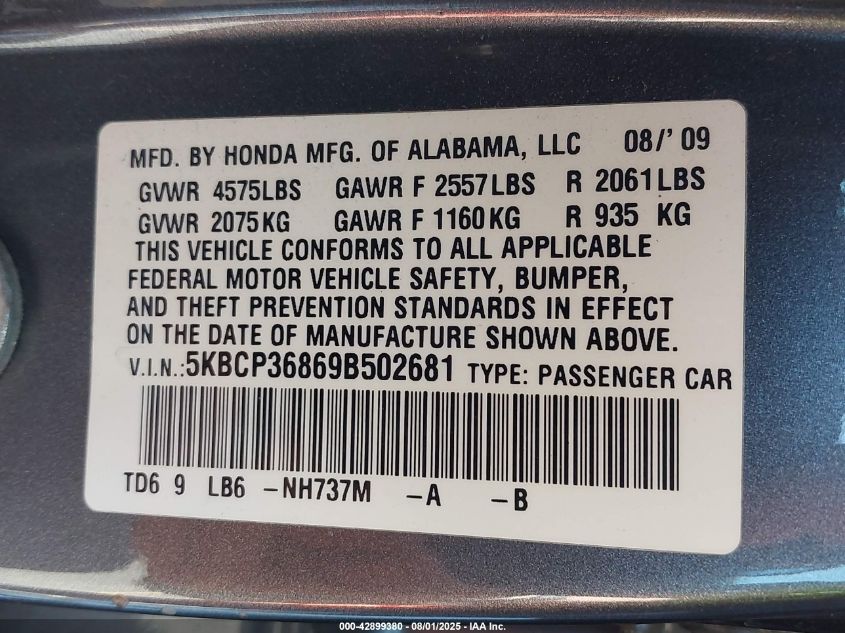 MFD. BY HONDA MFG. OF ALABAMA, LLC 08/'09
GVWR 4575LBS GAWR F 2557LBS R 2061LBS
GVWR 2075KG GAWR F 1160KG R 935 KG
THIS VEHICLE CONFORMS TO ALL APPLICABLE
FEDERAL MOTOR VEHICLE SAFETY, BUMPER,
AND THEFT PREVENTION STANDARDS IN EFFECT
ON THE DATE OF MANUFACTURE SHOWN ABOVE.
V.I.N.:5KBCP36869B502681 TYPE: PASSENGER CAR
TD6 9 LB6 -NH737M -A -B
000-42899380 - 08/01/2025 - IAA Inc.